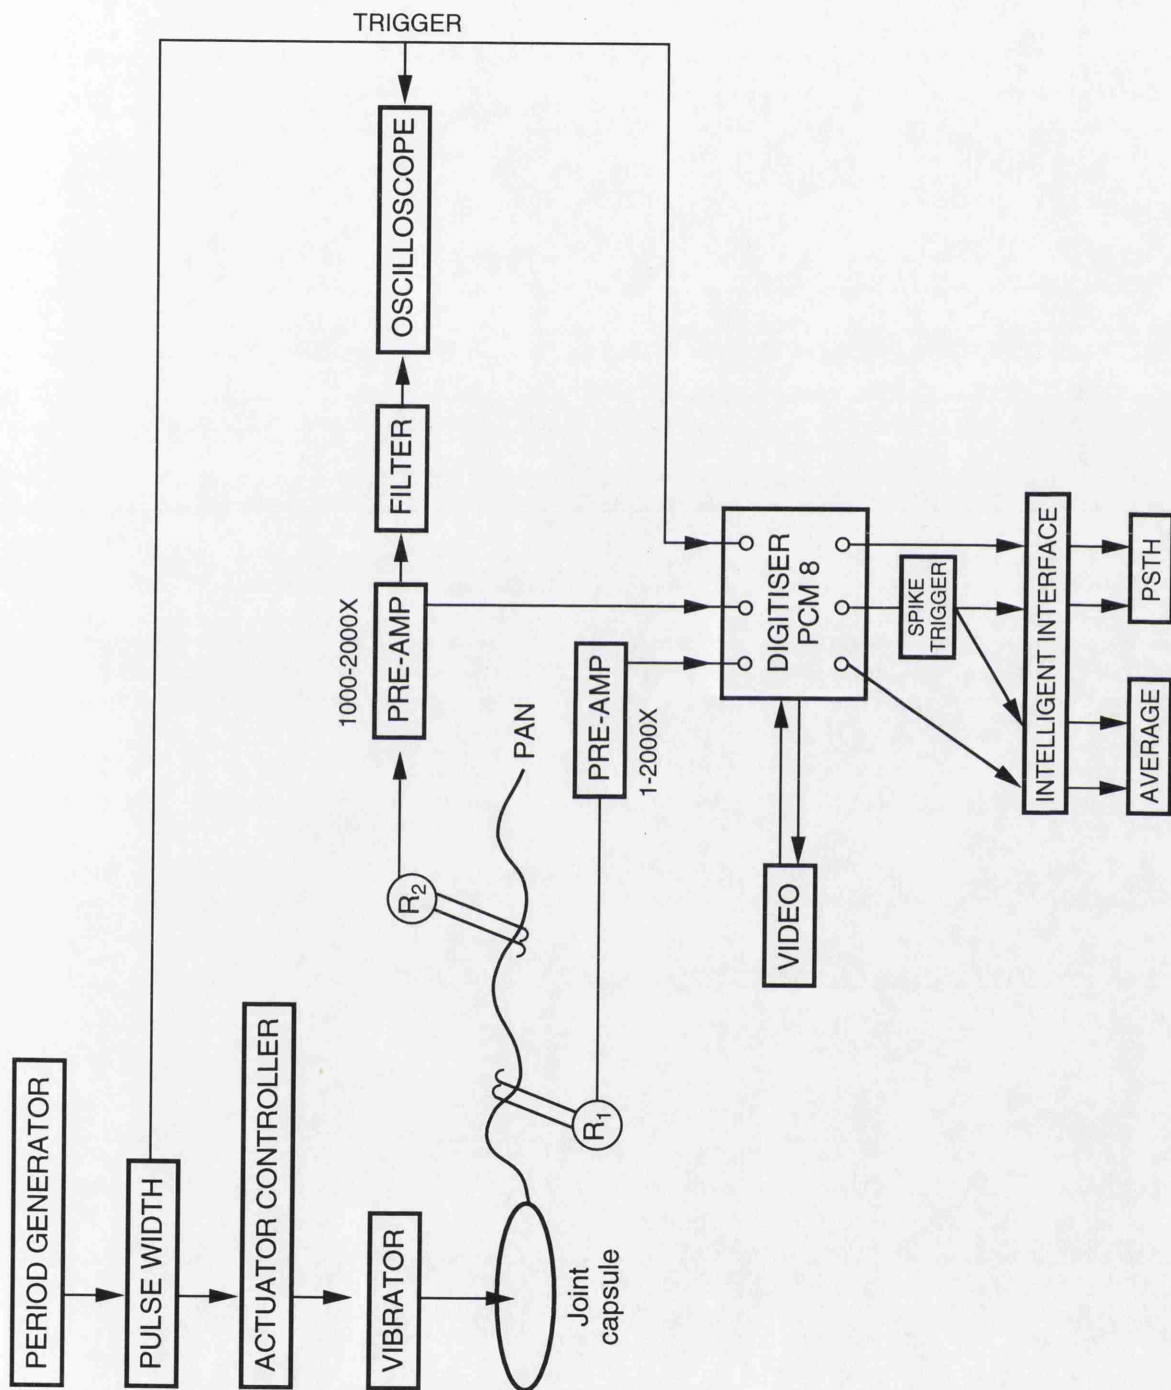 PERIOD GENERATOR
PULSE WIDTH
ACTUATOR CONTROLLER
VIBRATOR
Joint
capsule
TRIGGER
R2
R1
PAN
1000-2000X
PRE-AMP
FILTER
OSCILLOSCOPE
PRE-AMP
1-2000X
VIDEO
DIGITISER
PCM 8
SPIKE
TRIGGER
INTELLIGENT INTERFACE
AVERAGE
PSTH